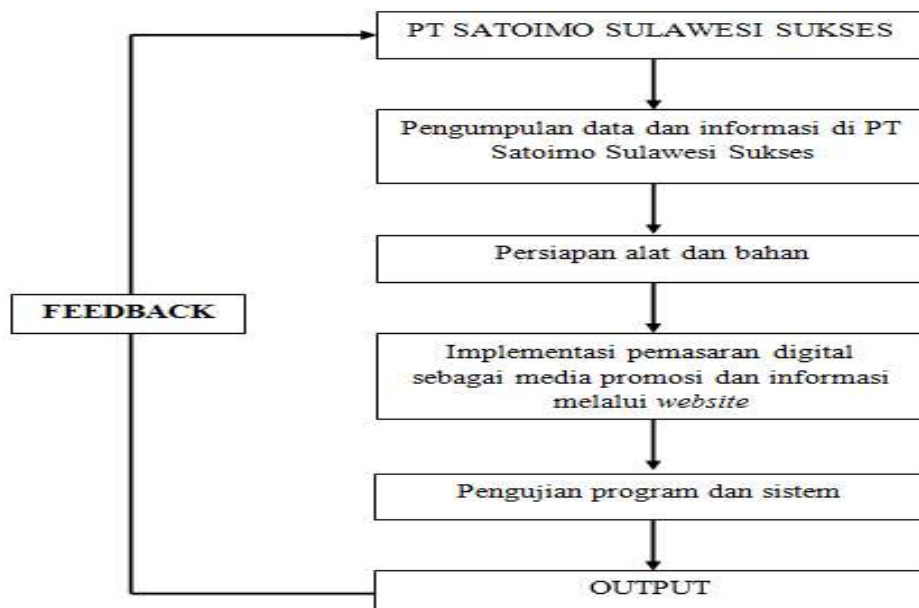 PT SATOIMO SULAWESI SUKSES
Pengumpulan data dan informasi di PT
Satoimo Sulawesi Sukses
Persiapan alat dan bahan
FEEDBACK
Implementasi pemasaran digital
sebagai media promosi dan informasi
melalui website
Pengujian program dan sistem
OUTPUT